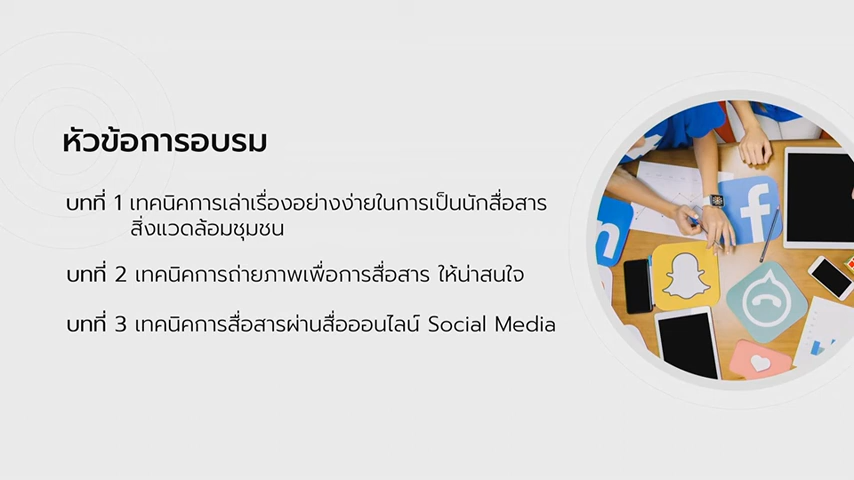 หัวข้อการอบรม
บทที่ 1 เทคนิคการเล่าเรื่องอย่างง่ายในการเป็นนักสื่อสาร
สิ่งแวดล้อมชุมชน
บทที่ 2 เทคนิคการถ่ายภาพเพื่อการสื่อสาร ให้น่าสนใจ
บทที่ 3 เทคนิคการสื่อสารผ่านสื่อออนไลน์ Social Media